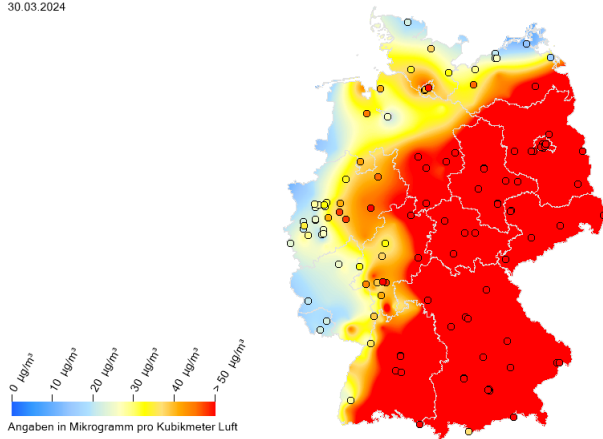 30.03.2024
0 µg/m³
10 µg/m³
20 µg/m³
30 µg/m³
40 µg/m³
> 50 µg/m³
Angaben in Mikrogramm pro Kubikmeter Luft